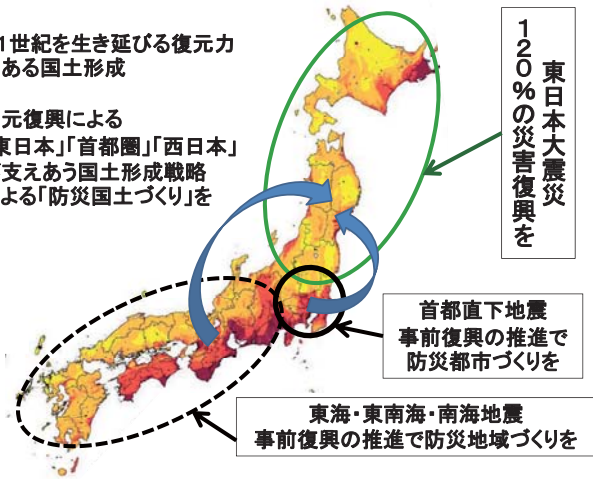 1世紀を生き延びる復元力
ある国土形成
元復興による
東日本」「首都圏」「西日本」
支えあう国土形成戦略
よる「防災国土づくり」を
東日本大震災
120%の災害復興を
首都直下地震
事前復興の推進で
防災都市づくりを
東海・東南海・南海地震
事前復興の推進で防災地域づくりを